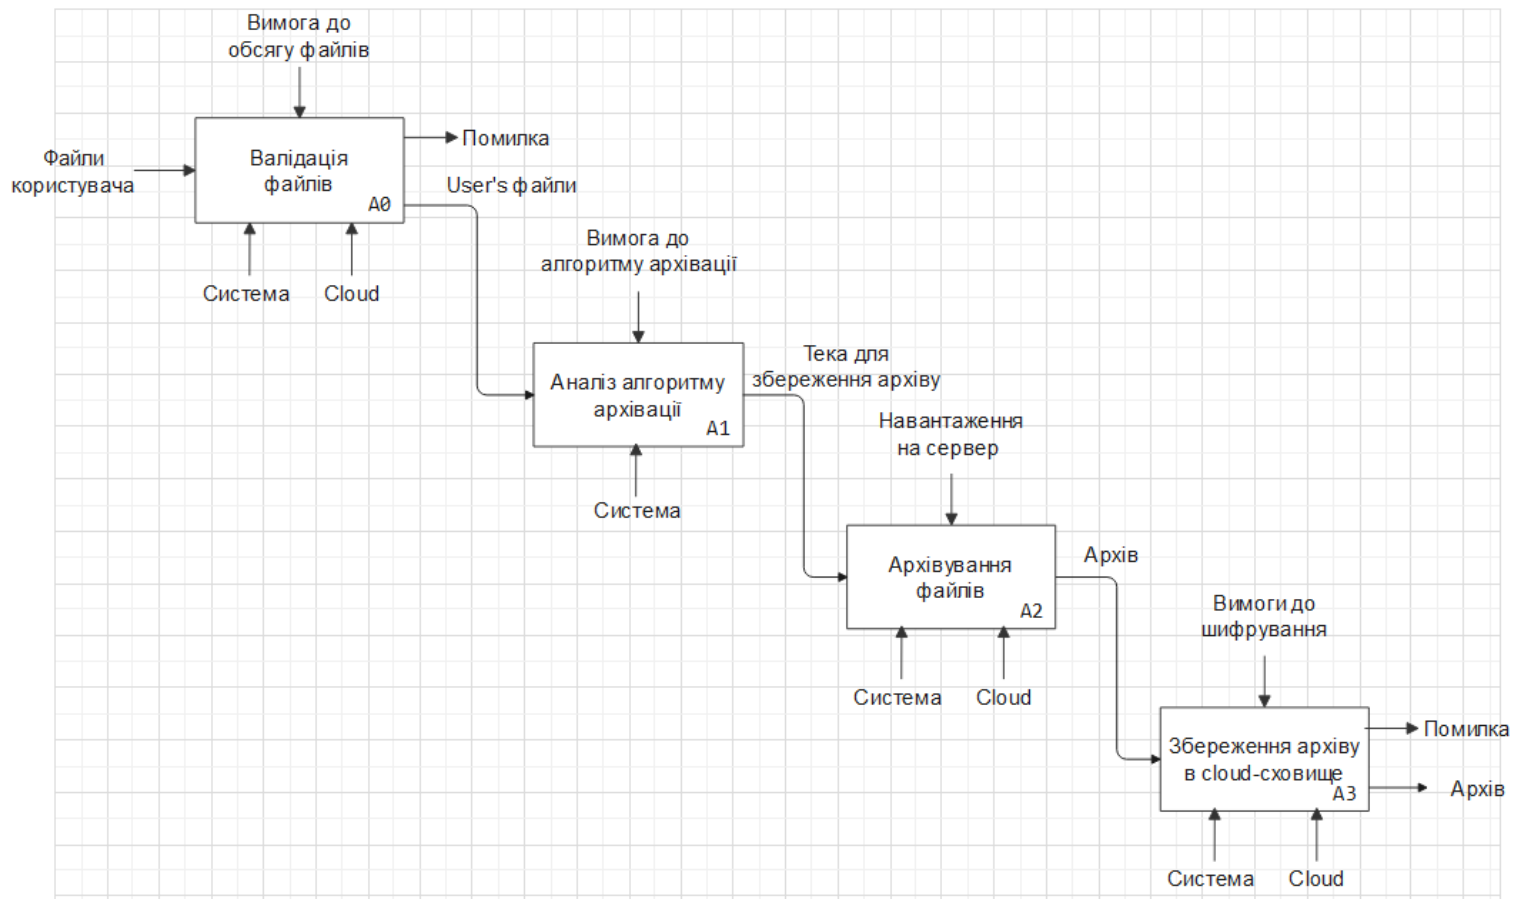 Вимога до
обсягу файлів
Файли
користувача
Валідація
файлів
A0
Помилка
User's файли
Система
Cloud
Вимога до
алгоритму архівації
Аналіз алгоритму
архівації
A1
Тека для
збереження архіву
Система
Навантаження
на сервер
Архівування
файлів
A2
Архів
Система
Cloud
Вимоги до
шифрування
Збереження архіву
в cloud-сховище
A3
Помилка
Архів
Система
Cloud